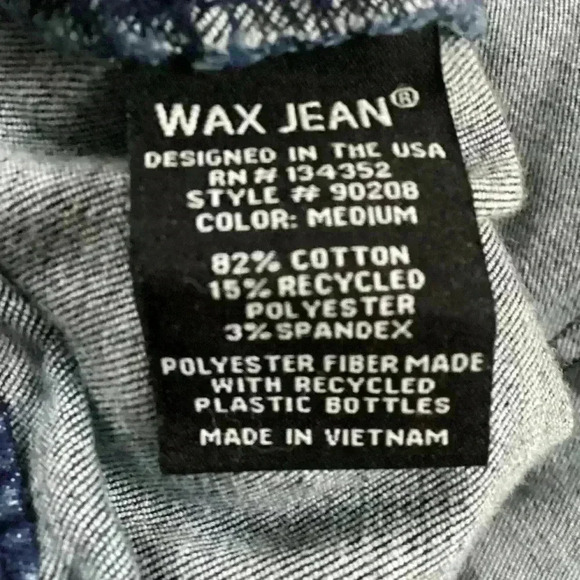 WAX JEAN®
DESIGNED IN THE USA
RN # 134352
STYLE # 90208
COLOR: MEDIUM
82% COTTON
15% RECYCLED
POLYESTER
3% SPANDEX
POLYESTER FIBER MADE
WITH RECYCLED
PLASTIC BOTTLES
MADE IN VIETNAM